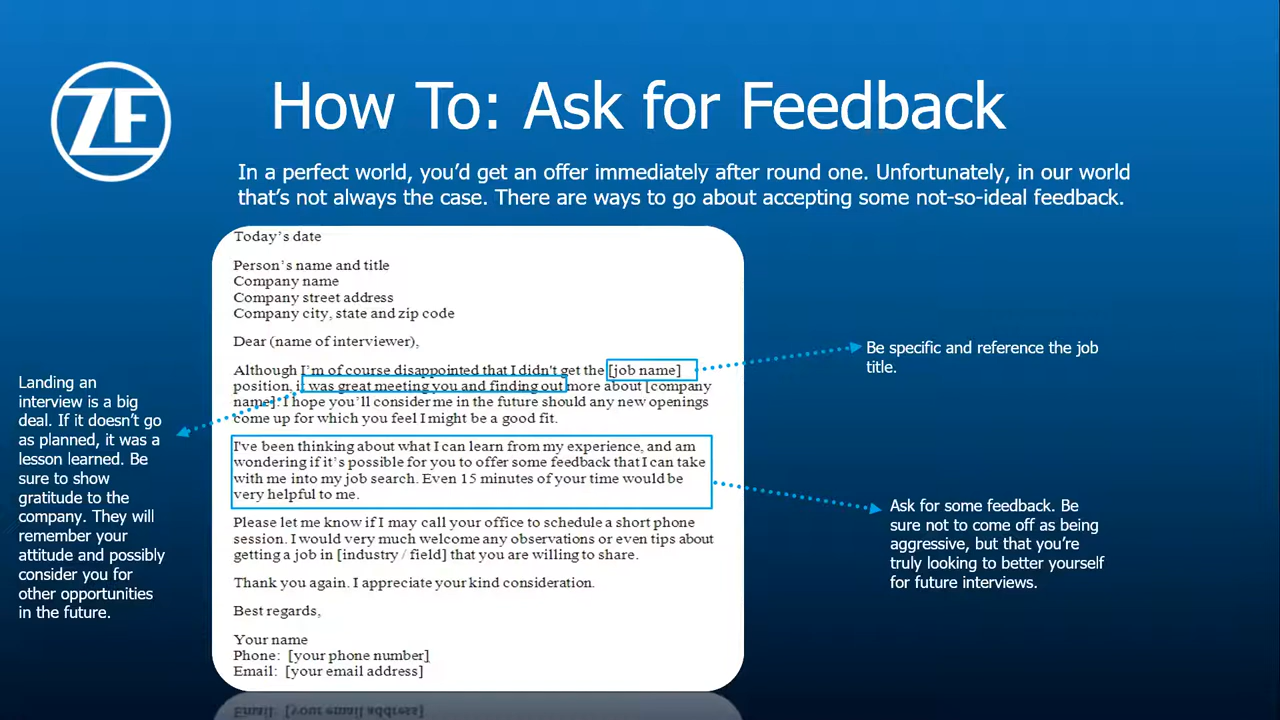 ZF
How To: Ask for Feedback
In a perfect world, you’d get an offer immediately after round one. Unfortunately, in our world
that’s not always the case. There are ways to go about accepting some not-so-ideal feedback.
Today’s date
Person’s name and title
Company name
Company street address
Company city, state and zip code
Dear (name of interviewer),
Although I’m of course disappointed that I didn't get the [job name]
position, it was great meeting you and finding out more about [company
name]. I hope you’ll consider me in the future should any new openings
come up for which you feel I might be a good fit.
I've been thinking about what I can learn from my experience, and am
wondering if it’s possible for you to offer some feedback that I can take
with me into my job search. Even 15 minutes of your time would be
very helpful to me.
Please let me know if I may call your office to schedule a short phone
session. I would very much welcome any observations or even tips about
getting a job in [industry / field] that you are willing to share.
Thank you again. I appreciate your kind consideration.
Best regards,
Your name
Phone: [your phone number]
Email: [your email address]
Landing an
interview is a big
deal. If it doesn’t go
as planned, it was a
lesson learned. Be
sure to show
gratitude to the
company. They will
remember your
attitude and possibly
consider you for
other opportunities
in the future.
Be specific and reference the job
title.
Ask for some feedback. Be
sure not to come off as being
aggressive, but that you’re
truly looking to better yourself
for future interviews.